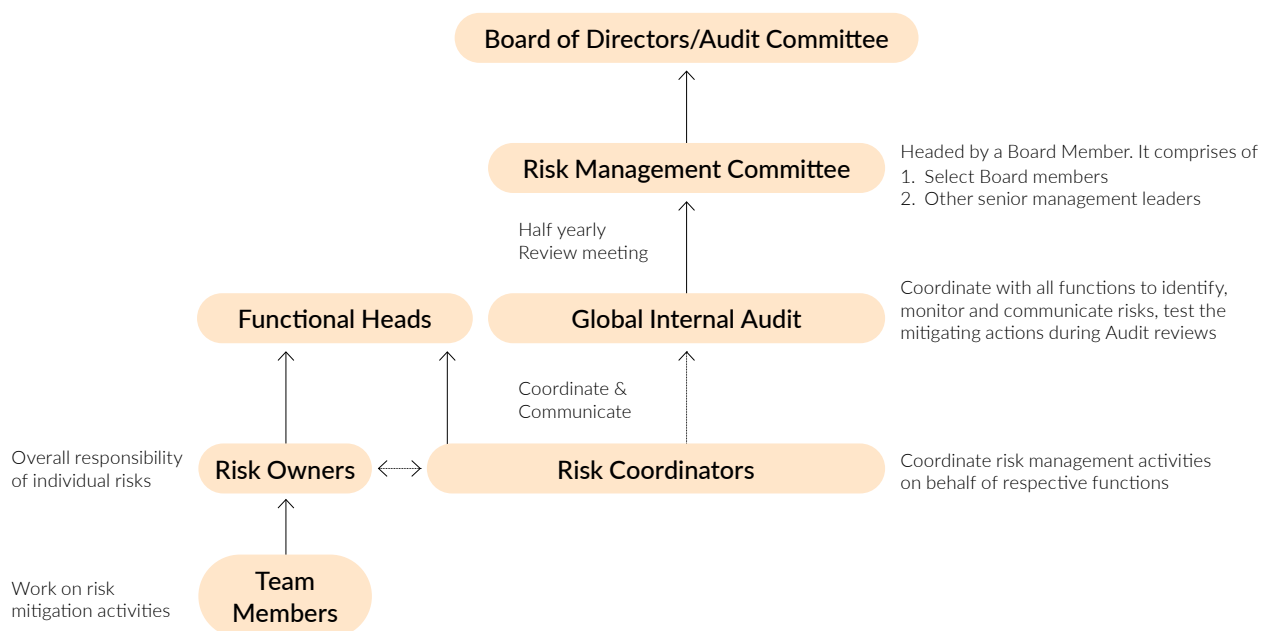 Board of Directors/Audit Committee
Risk Management Committee
Headed by a Board Member. It comprises of
1. Select Board members
2. Other senior management leaders
Half yearly
Review meeting
Functional Heads
Global Internal Audit
Coordinate with all functions to identify,
monitor and communicate risks, test the
mitigating actions during Audit reviews
Coordinate &
Communicate
Overall responsibility
of individual risks
Risk Owners
Risk Coordinators
Coordinate risk management activities
on behalf of respective functions
Work on risk
mitigation activities
Team
Members